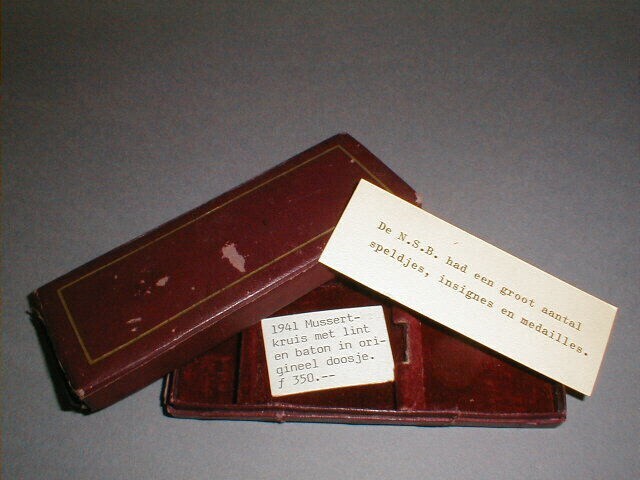 De N.S.B. had een groot aantal
speldjes, insignes en medailles.
1941 Mussert-
kruis met lint
en baton in ori-
gineel doosje.
ƒ 350.--